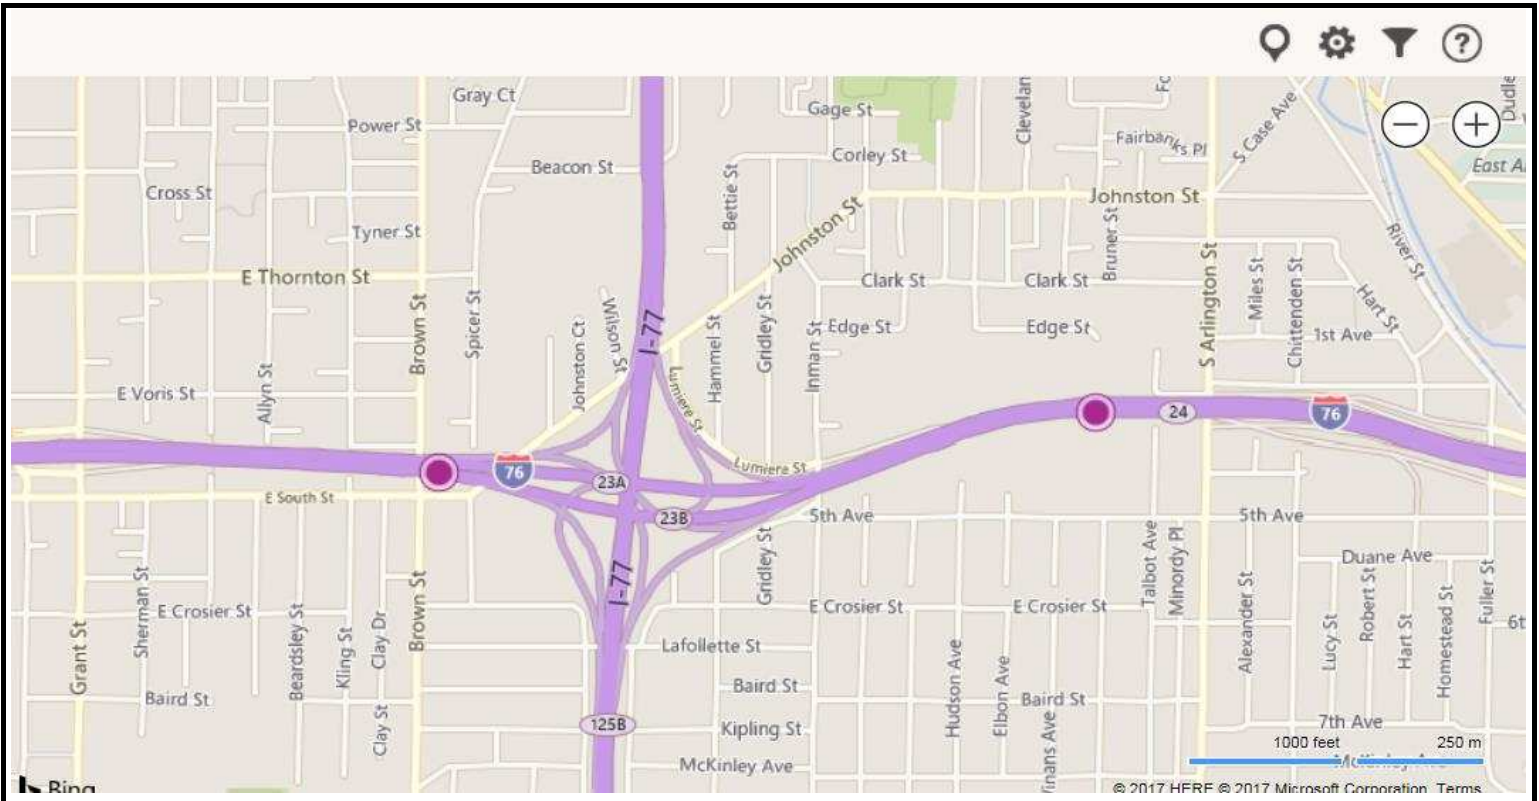 ?
Gray Ct
Power St
Gage St
Clevelan
Fairbanks Pl
S Case Ave
Dudle
Beacon St
Corley St
East A
Cross St
Bettie St
Johnston St
Johnston St
Tyner St
Bruner St
River St
E Thornton St
Clark St
Clark St
S Arlington St
Miles St
Chittenden St
Hart St
Brown St
Spicer St
Johnston Ct
Wilson St
I-77
Hammel St
Gridley St
Inman St
Edge St
Edge St
1st Ave
E Voris St
Allyn St
Lumiere St
24
76
76
23A
Lumiere St
E South St
23B
5th Ave
5th Ave
Gridley St
Talbot Ave
Minordy Pl
Duane Ave
I-77
Sherman St
E Crosier St
Beardsley St
Kling St
Clay Dr
Brown St
E Crosier St
E Crosier St
Alexander St
Lucy St
Robert St
Hart St
Homestead St
Fuller St
6t
Grant St
Lafollette St
Hudson Ave
Elbon Ave
Baird St
Baird St
Baird St
Clay St
125B
Kipling St
7th Ave
inans Ave
1000 feet
250 m
McKinley Ave
McKinley Ave
Bing
© 2017 HERE © 2017 Microsoft Corporation Terms